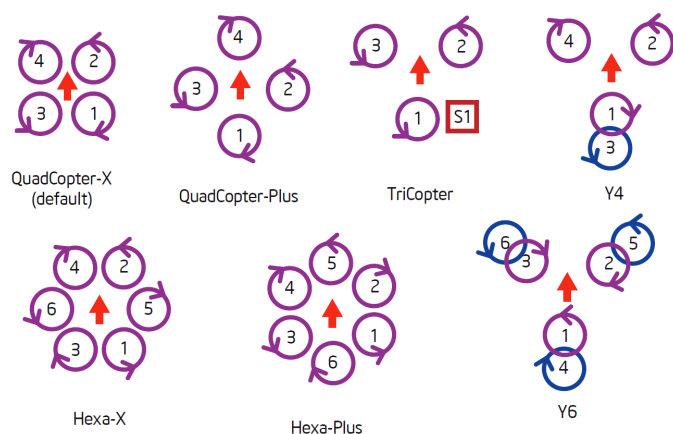 4 2
3 1
QuadCopter-X
(default)
4
3 2
1
QuadCopter-Plus
3 2
1 S1
TriCopter
4 2
1
3
Y4
4 2
6 5
3 1
Hexa-X
5
4 2
3 1
6
Hexa-Plus
6 5
3 2
1
4
Y6